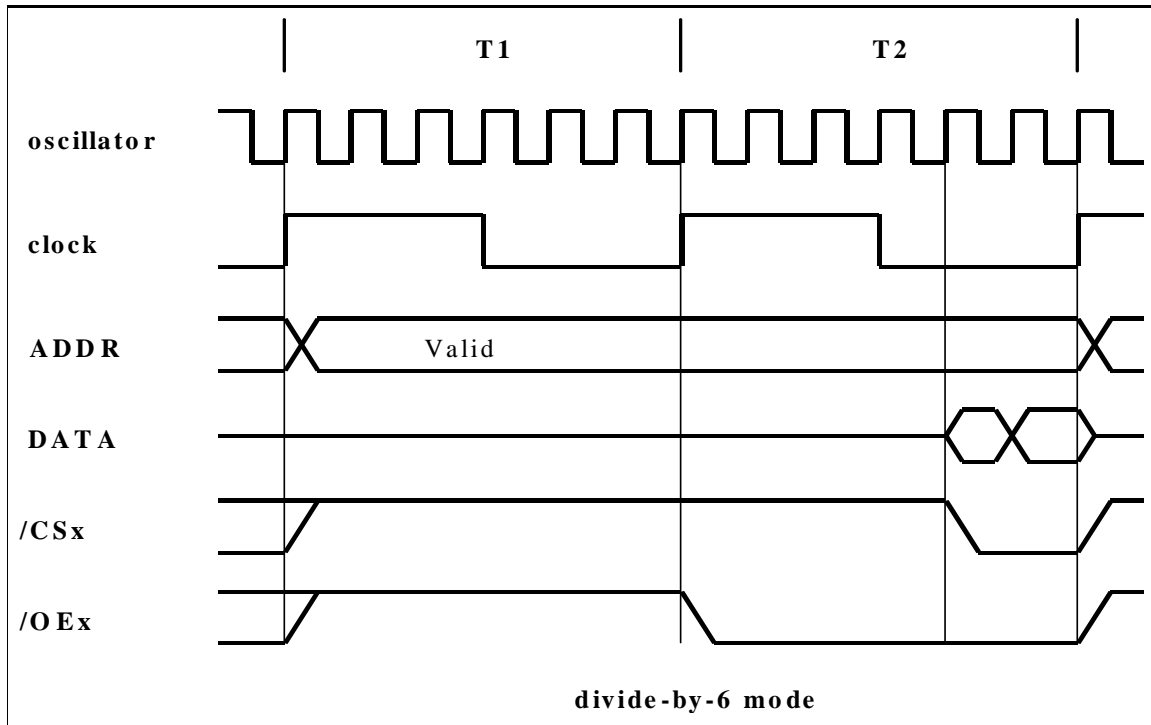 T1 T2
oscillator
clock
ADDR Valid
DATA
/CSx
/OEx
divide-by-6 mode